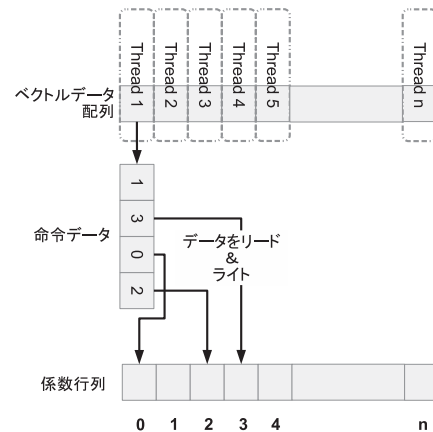 Thread 1
Thread 2
Thread 3
Thread 4
Thread 5
Thread n
ベクトルデータ
配列
命令データ
1
3
0
2
データをリード
&
ライト
係数行列
0 1 2 3 4 n